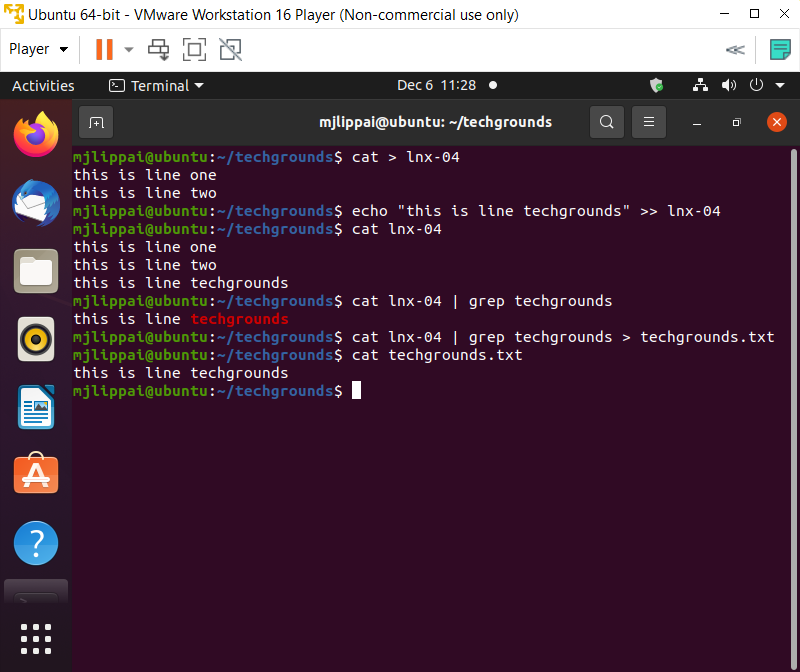 Ubuntu 64-bit - VMware Workstation 16 Player (Non-commercial use only)
Player
Activities
Terminal
Dec 6  11:28
mjlippai@ubuntu: ~/techgrounds
mjlippai@ubuntu:~/techgrounds$ cat > lnx-04
this is line one
this is line two
mjlippai@ubuntu:~/techgrounds$ echo "this is line techgrounds" >> lnx-04
mjlippai@ubuntu:~/techgrounds$ cat lnx-04
this is line one
this is line two
this is line techgrounds
mjlippai@ubuntu:~/techgrounds$ cat lnx-04 | grep techgrounds
this is line techgrounds
mjlippai@ubuntu:~/techgrounds$ cat lnx-04 | grep techgrounds > techgrounds.txt
mjlippai@ubuntu:~/techgrounds$ cat techgrounds.txt
this is line techgrounds
mjlippai@ubuntu:~/techgrounds$